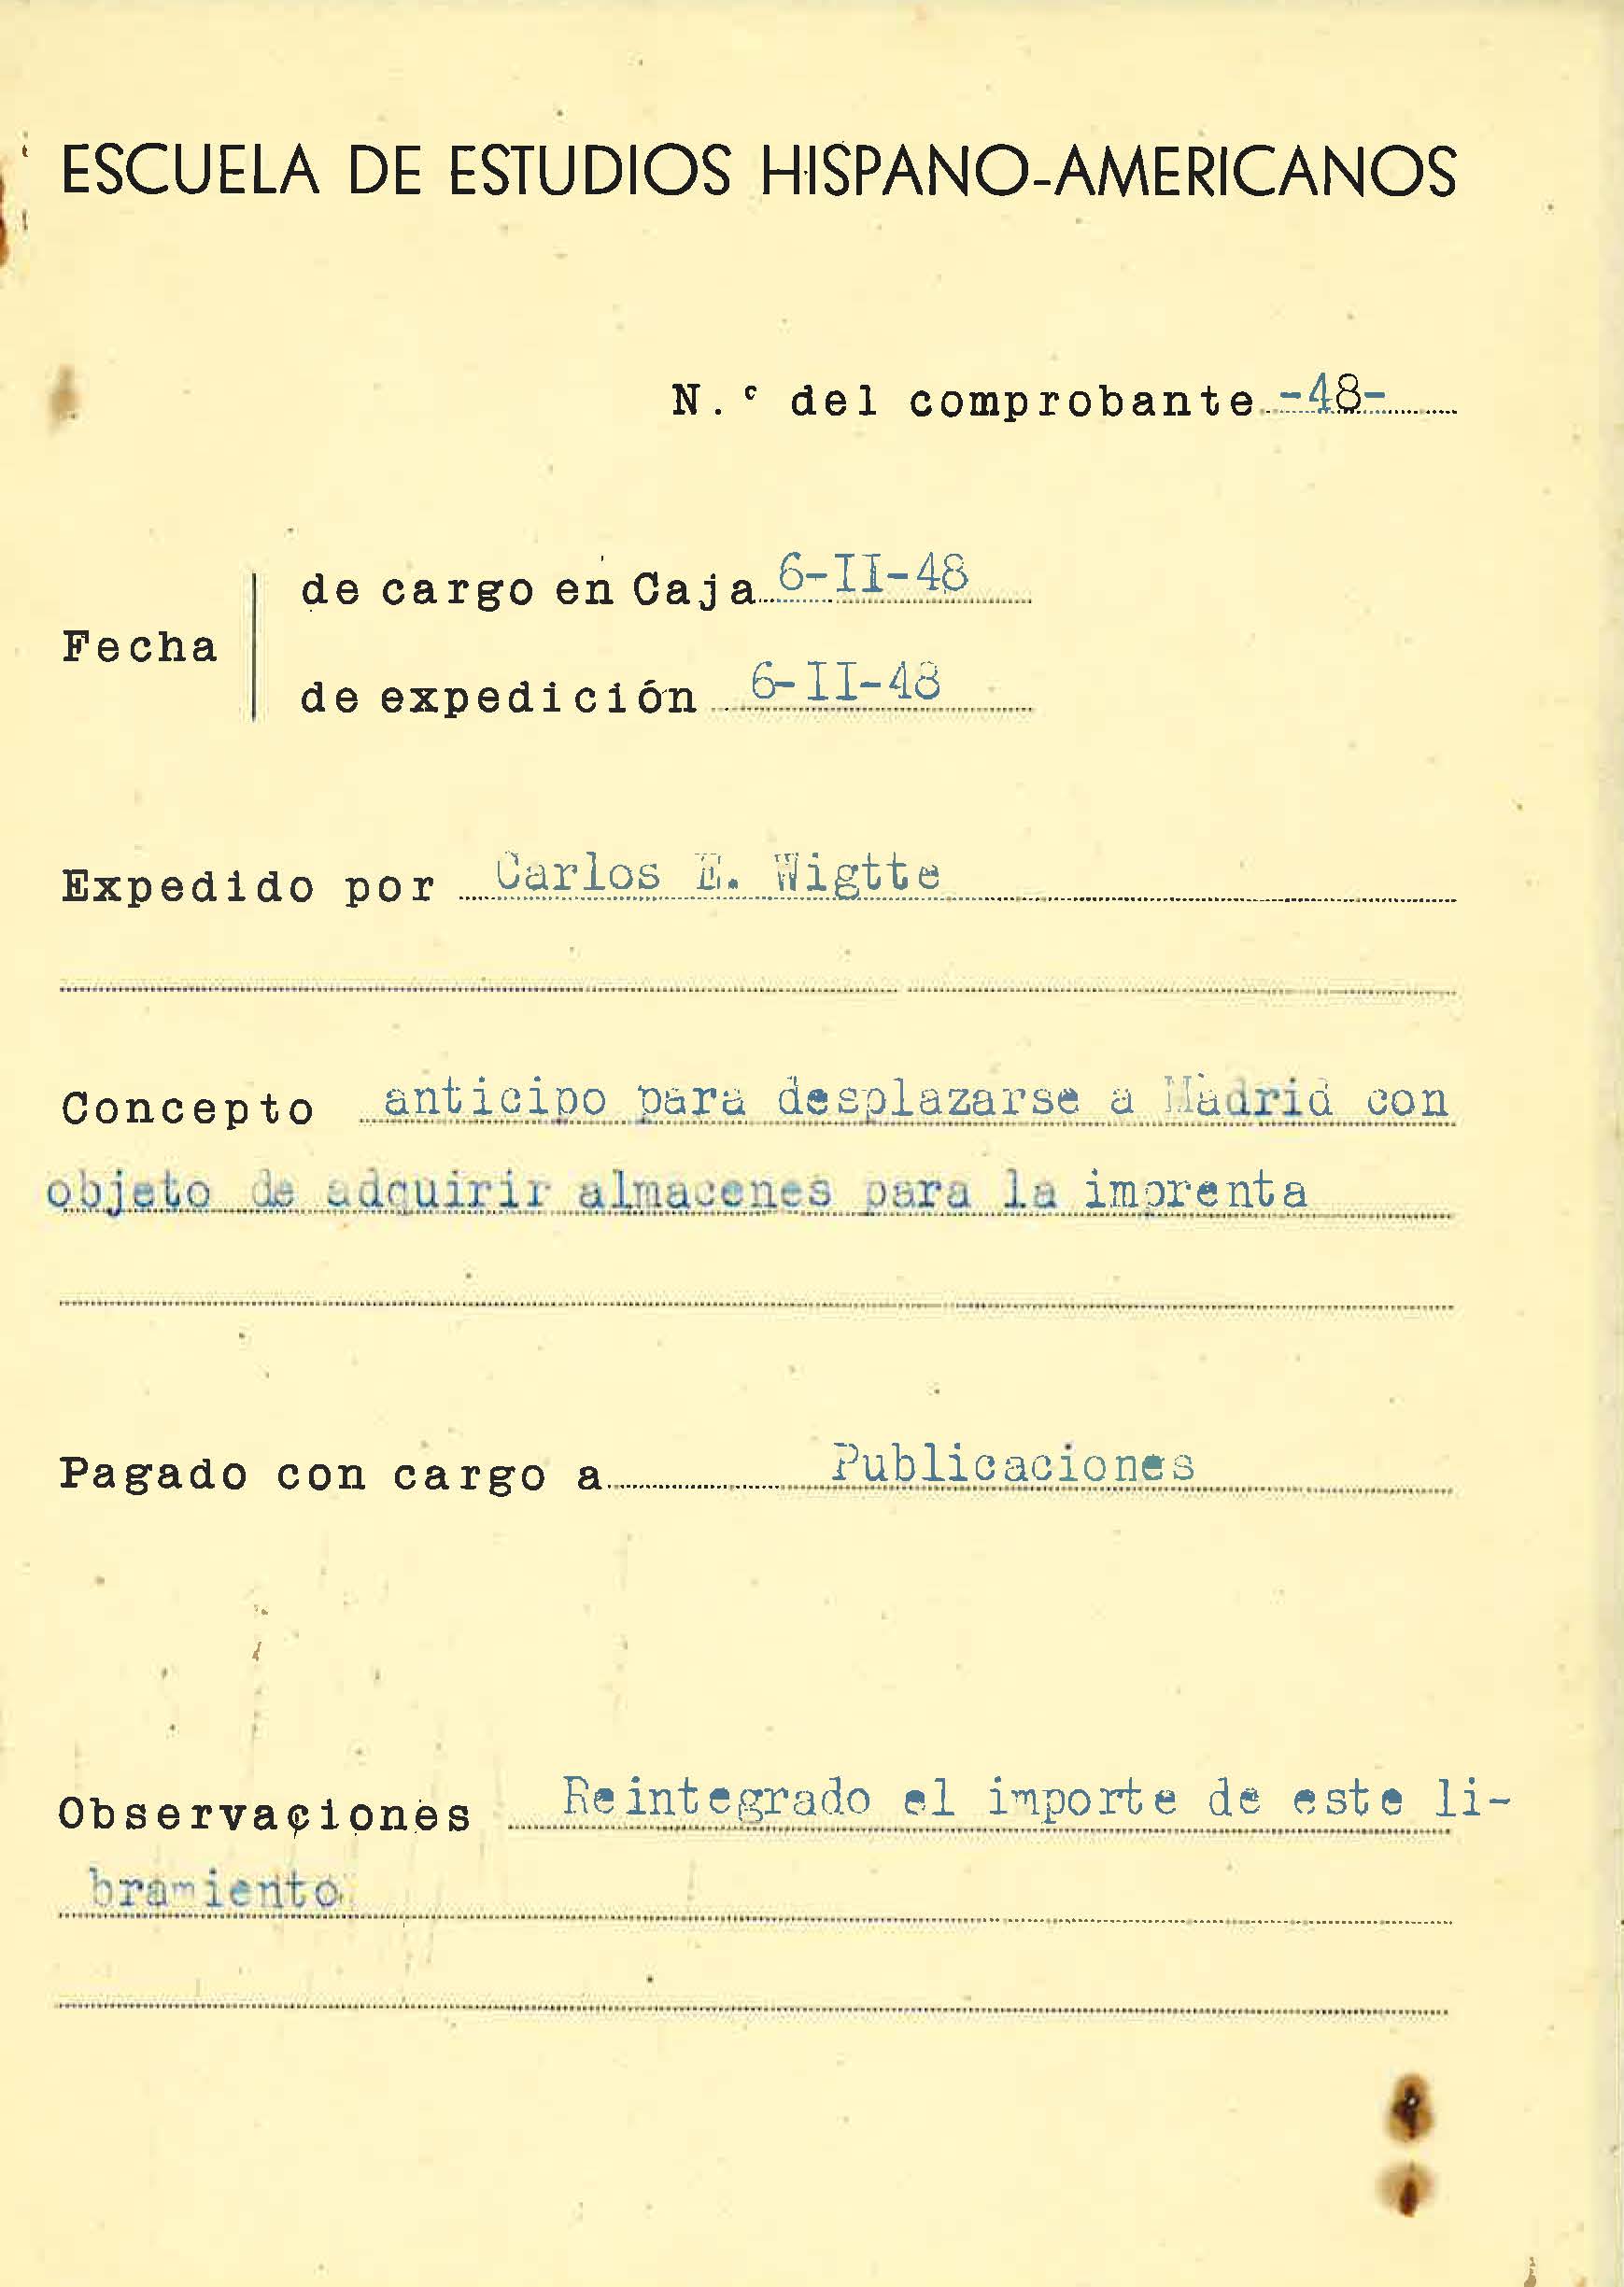 ESCUELA DE ESTUDIOS HISPANO-AMERICANOS
N.º del comprobante -48-
de cargo en Caja 6-II-48
Fecha
de expedición 6-II-48
Expedido por Carlos E. Wigtte
Concepto anticipo para desplazarse a Madrid con
objeto de adquirir almacenes para la imprenta
Pagado con cargo a Publicaciones
Observaciones Reintegrado el importe de este li-
bramiento